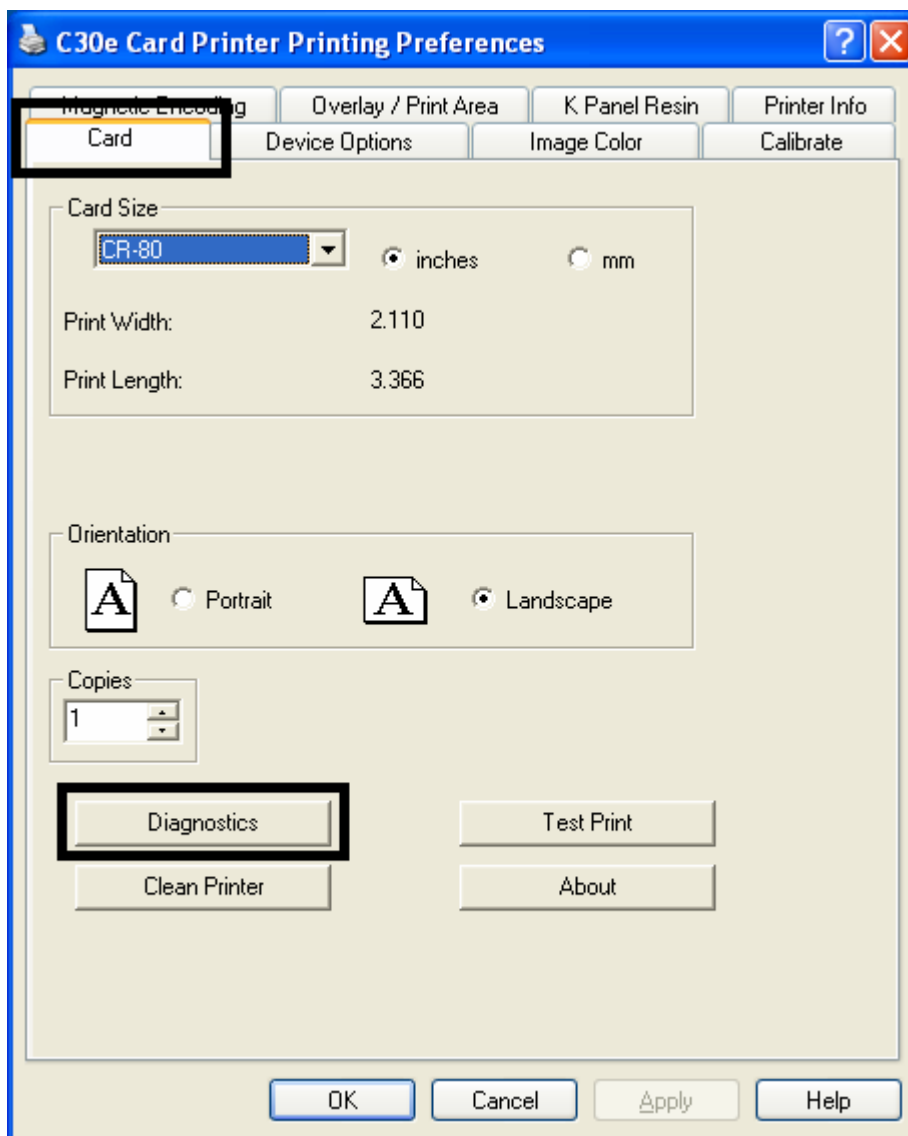 C30e Card Printer Printing Preferences
Magnetic Encoding
Overlay / Print Area
K Panel Resin
Printer Info
Card
Device Options
Image Color
Calibrate
Card Size
CR-80
inches
mm
Print Width: 2.110
Print Length: 3.366
Orientation
A Portrait
A Landscape
Copies
1
Diagnostics
Test Print
Clean Printer
About
OK
Cancel
Apply
Help